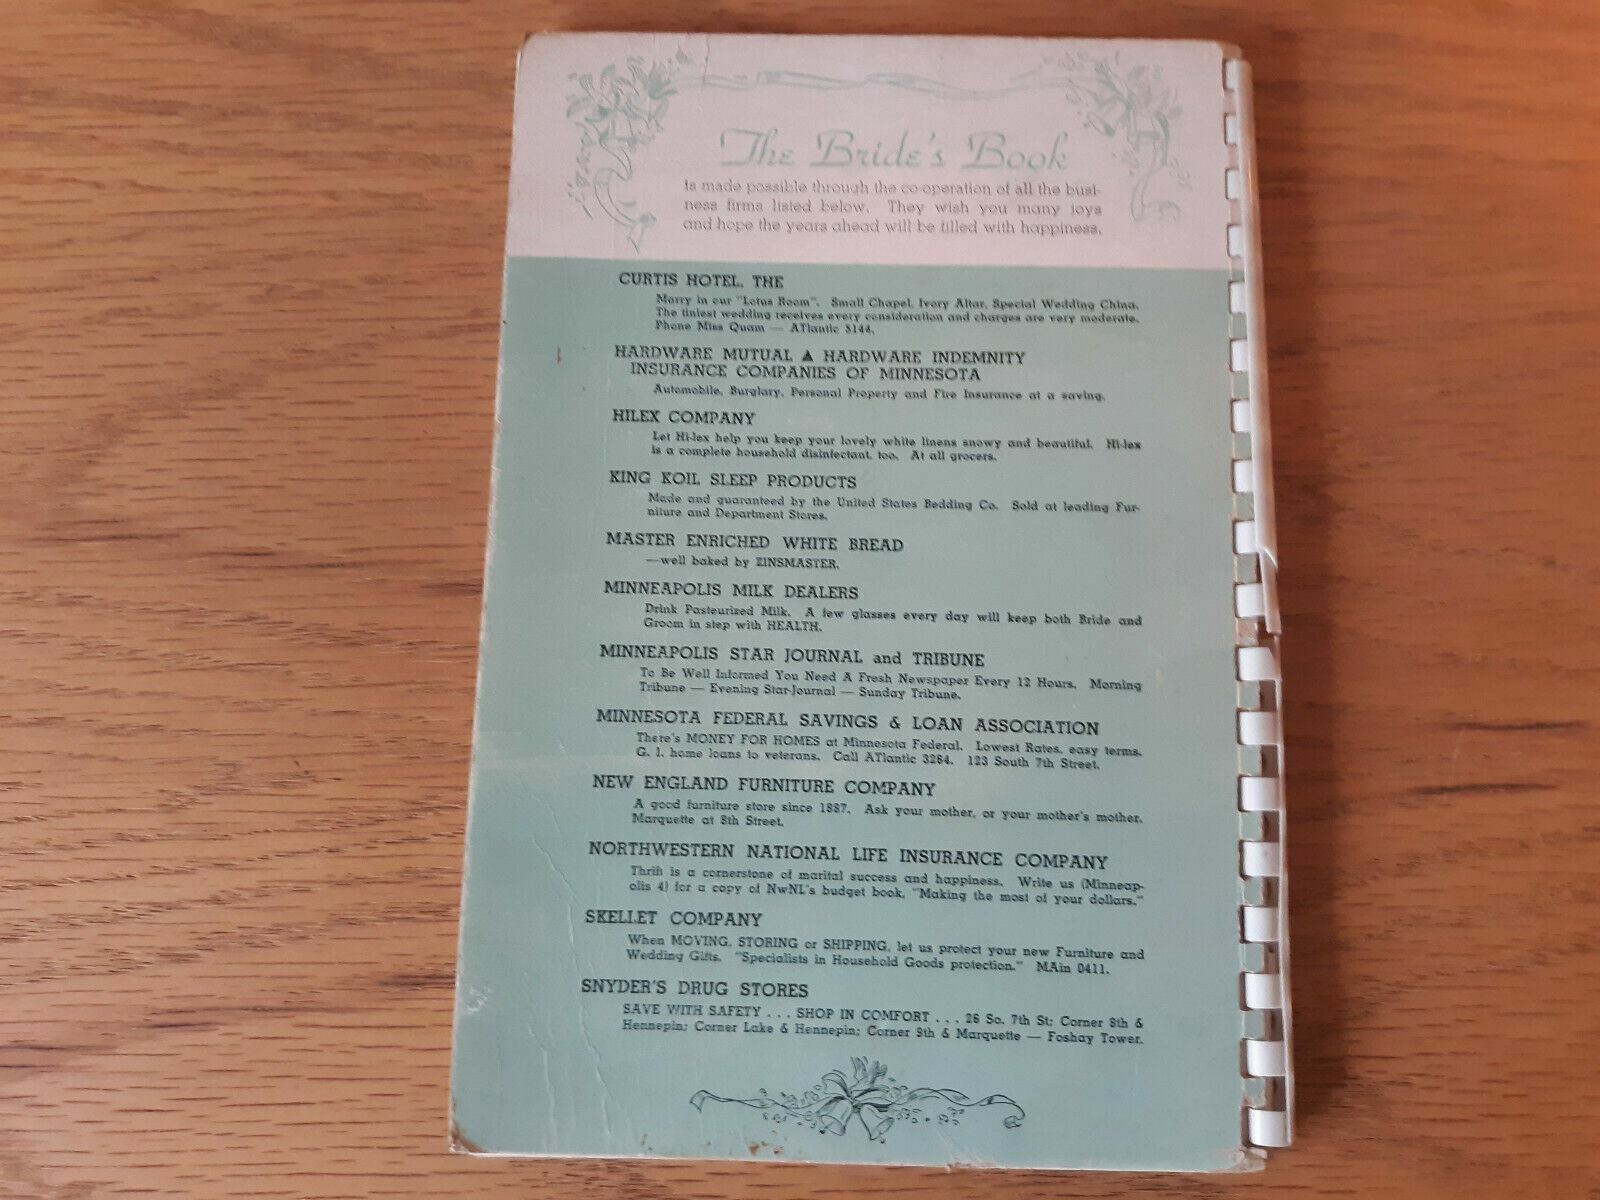 The Bride's Book
Is made possible through the co-operation of all the busi-
ness firms listed below. They wish you many joys
and hope the years ahead will be filled with happiness.
CURTIS HOTEL, THE
Marry in our "Lotus Room". Small Chapel, Ivory Altar, Special Wedding China.
The tiniest wedding receives every consideration and charges are very moderate.
Phone Miss Quam — ATlantic 5144.
HARDWARE MUTUAL ▲ HARDWARE INDEMNITY
INSURANCE COMPANIES OF MINNESOTA
Automobile, Burglary, Personal Property and Fire Insurance at a saving.
HILEX COMPANY
Let Hi-lex help you keep your lovely white linens snowy and beautiful. Hi-lex
is a complete household disinfectant, too. At all grocers.
KING KOIL SLEEP PRODUCTS
Made and guaranteed by the United States Bedding Co. Sold at leading Fur-
niture and Department Stores.
MASTER ENRICHED WHITE BREAD
—well baked by ZINSMASTER.
MINNEAPOLIS MILK DEALERS
Drink Pasteurized Milk. A few glasses every day will keep both Bride and
Groom in step with HEALTH.
MINNEAPOLIS STAR JOURNAL and TRIBUNE
To Be Well Informed You Need A Fresh Newspaper Every 12 Hours. Morning
Tribune — Evening Star-Journal — Sunday Tribune.
MINNESOTA FEDERAL SAVINGS & LOAN ASSOCIATION
There's MONEY FOR HOMES at Minnesota Federal. Lowest Rates, easy terms.
G. I. home loans to veterans. Call ATlantic 3264. 123 South 7th Street.
NEW ENGLAND FURNITURE COMPANY
A good furniture store since 1887. Ask your mother, or your mother's mother.
Marquette at 8th Street.
NORTHWESTERN NATIONAL LIFE INSURANCE COMPANY
Thrift is a cornerstone of marital success and happiness. Write us (Minneap-
olis 4) for a copy of NwNL's budget book, "Making the most of your dollars."
SKELLET COMPANY
When MOVING, STORING or SHIPPING, let us protect your new Furniture and
Wedding Gifts. "Specialists in Household Goods protection." MAin 0411.
SNYDER'S DRUG STORES
SAVE WITH SAFETY . . . SHOP IN COMFORT . . . 26 So. 7th St; Corner 8th &
Hennepin; Corner Lake & Hennepin; Corner 9th & Marquette — Foshay Tower.